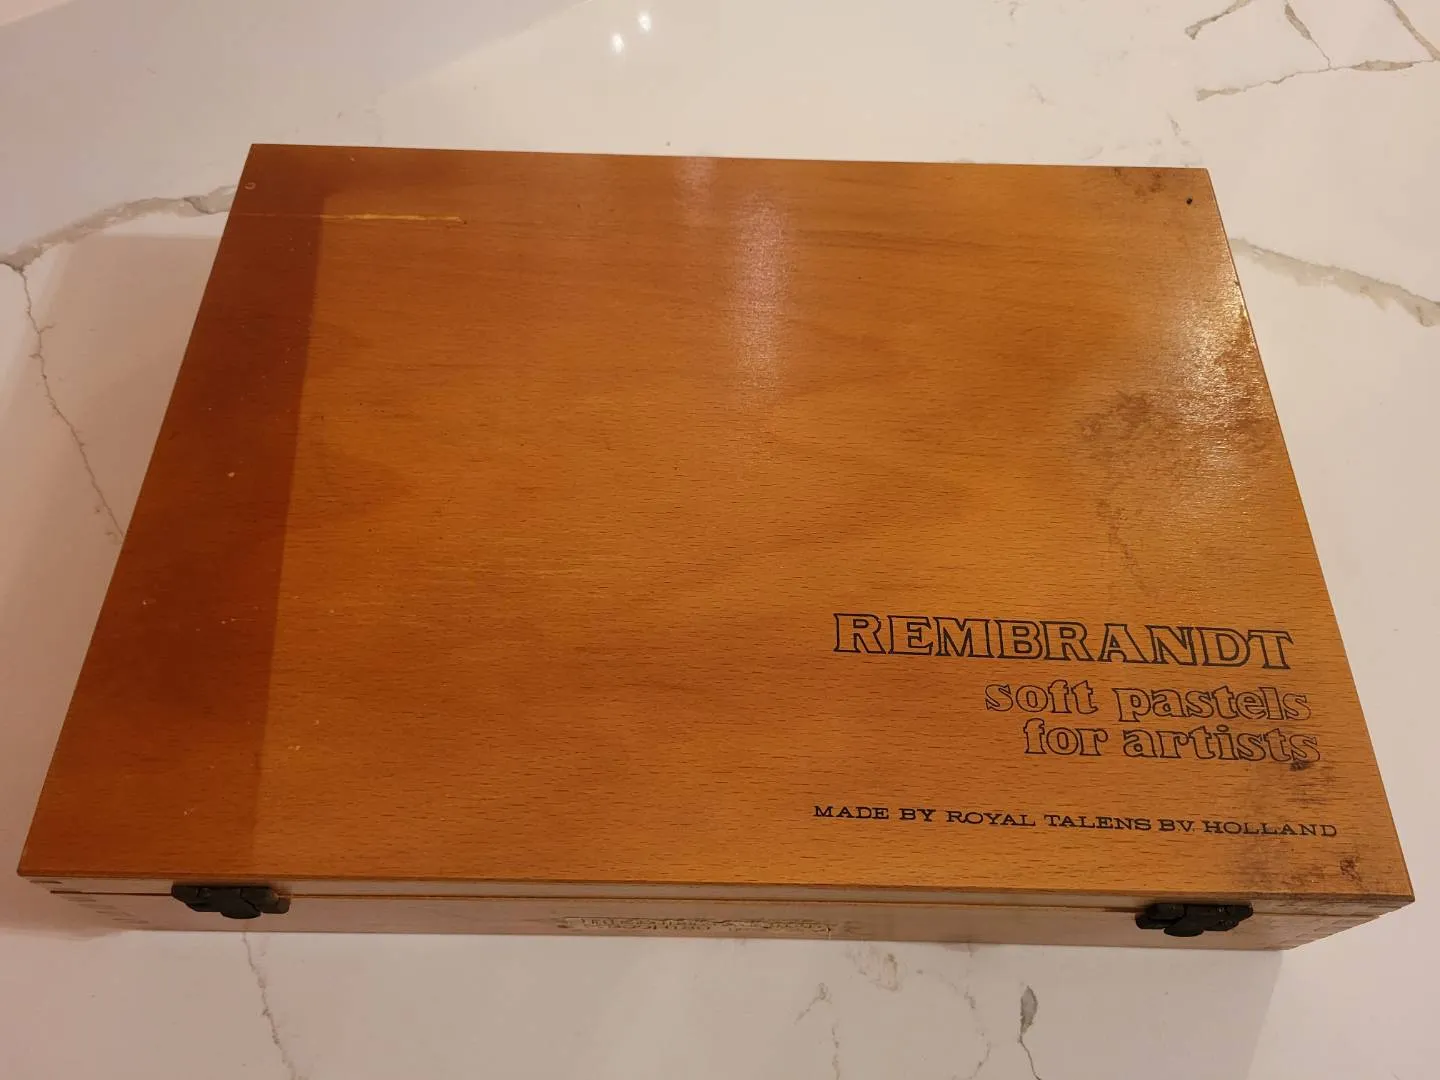 REMBRANDT
soft pastels
for artists
MADE BY ROYAL TALENS BV. HOLLAND